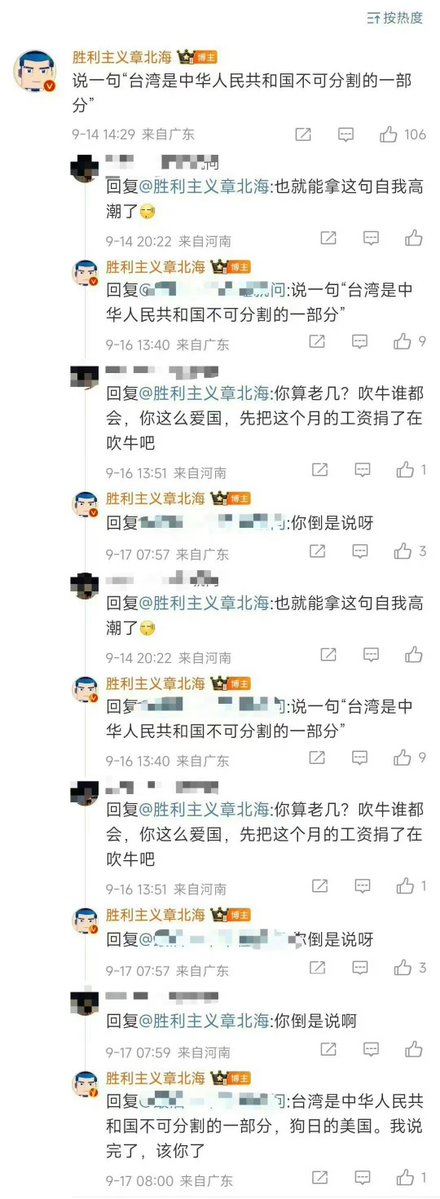 按热度
胜利主义章北海 博主
说一句“台湾是中华人民共和国不可分割的一部
分”
9-14 14:29 来自广东 106
回复@胜利主义章北海:也就能拿这句自我高
潮了
9-14 20:22 来自河南
胜利主义章北海 博主
回复@ 问:说一句“台湾是中
华人民共和国不可分割的一部分”
9-16 13:40 来自广东 9
回复@胜利主义章北海:你算老几？吹牛谁都
会，你这么爱国，先把这个月的工资捐了在
吹牛吧
9-16 13:51 来自河南 1
胜利主义章北海 博主
回复 :你倒是说呀
9-17 07:57 来自广东 3
回复@胜利主义章北海:也就能拿这句自我高
潮了
9-14 20:22 来自河南
胜利主义章北海 博主
回复 :说一句“台湾是中
华人民共和国不可分割的一部分”
9-16 13:40 来自广东 9
回复@胜利主义章北海:你算老几？吹牛谁都
会，你这么爱国，先把这个月的工资捐了在
吹牛吧
9-16 13:51 来自河南 1
胜利主义章北海 博主
回复@ 你倒是说呀
9-17 07:57 来自广东 3
回复@胜利主义章北海:你倒是说啊
9-17 07:59 来自河南
胜利主义章北海 博主
回复@ 问:台湾是中华人民共
和国不可分割的一部分，狗日的美国。我说
完了，该你了
9-17 08:00 来自广东 1